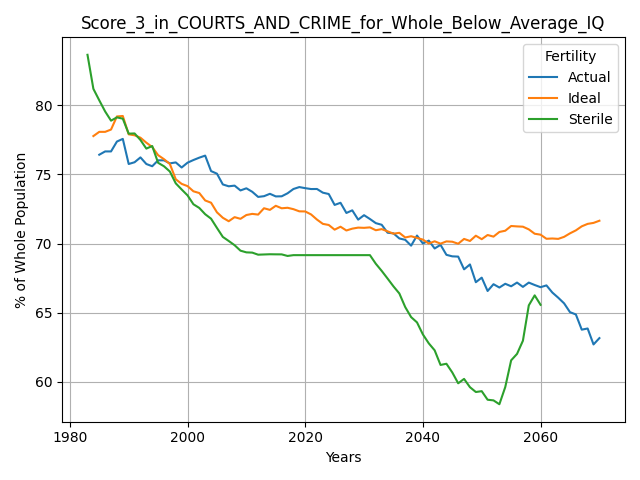 Score_3_in_COURTS_AND_CRIME_for_Whole_Below_Average_IQ
Fertility
Actual
Ideal
Sterile
% of Whole Population
80
75
70
65
60
1980
2000
2020
2040
2060
Years